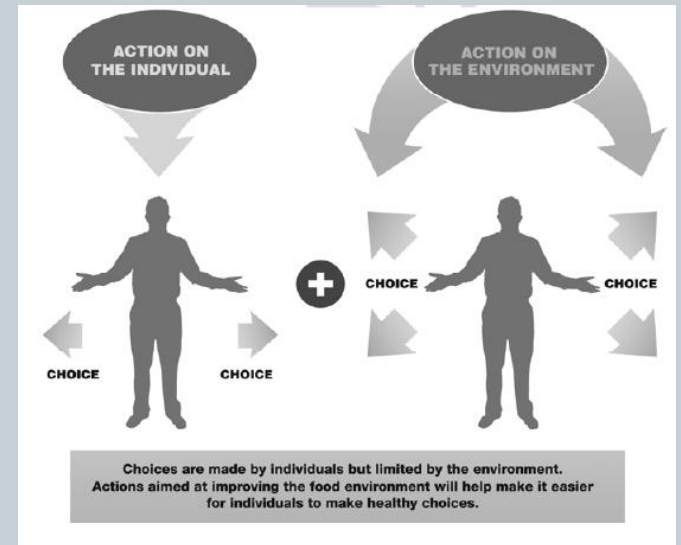 ACTION ON
THE INDIVIDUAL
ACTION ON
THE ENVIRONMENT
CHOICE
CHOICE
CHOICE
CHOICE
Choices are made by individuals but limited by the environment.
Actions aimed at improving the food environment will help make it easier
for individuals to make healthy choices.